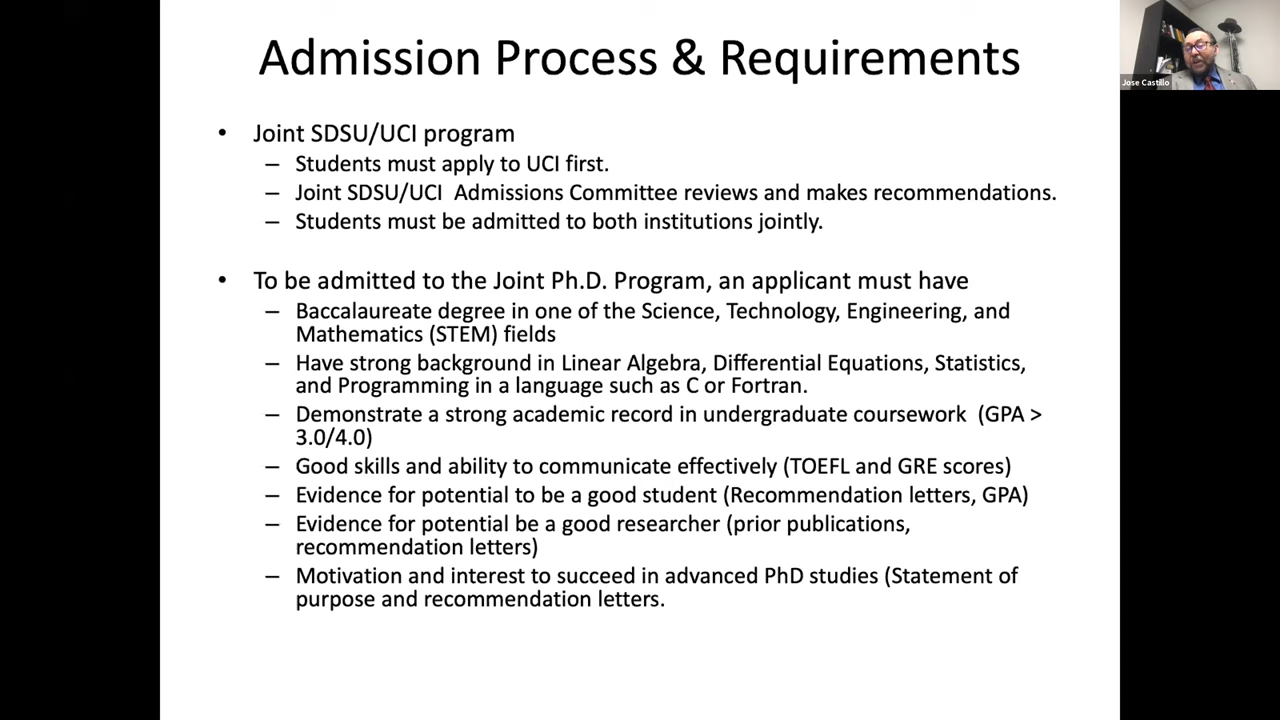 Admission Process & Requirements
Jose Castillo
• Joint SDSU/UCI program
– Students must apply to UCI first.
– Joint SDSU/UCI Admissions Committee reviews and makes recommendations.
– Students must be admitted to both institutions jointly.
• To be admitted to the Joint Ph.D. Program, an applicant must have
– Baccalaureate degree in one of the Science, Technology, Engineering, and
Mathematics (STEM) fields
– Have strong background in Linear Algebra, Differential Equations, Statistics,
and Programming in a language such as C or Fortran.
– Demonstrate a strong academic record in undergraduate coursework (GPA >
3.0/4.0)
– Good skills and ability to communicate effectively (TOEFL and GRE scores)
– Evidence for potential to be a good student (Recommendation letters, GPA)
– Evidence for potential be a good researcher (prior publications,
recommendation letters)
– Motivation and interest to succeed in advanced PhD studies (Statement of
purpose and recommendation letters.